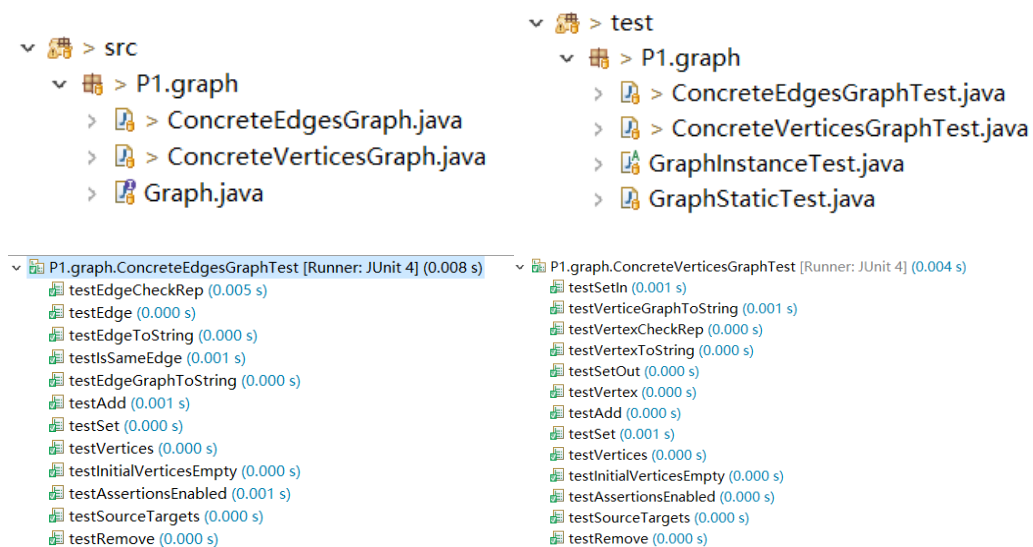 > src
> P1.graph
> ConcreteEdgesGraph.java
> ConcreteVerticesGraph.java
Graph.java
> test
> P1.graph
> ConcreteEdgesGraphTest.java
> ConcreteVerticesGraphTest.java
GraphInstanceTest.java
GraphStaticTest.java
P1.graph.ConcreteEdgesGraphTest [Runner: JUnit 4] (0.008 s)
testEdgeCheckRep (0.005 s)
testEdge (0.000 s)
testEdgeToString (0.000 s)
testIsSameEdge (0.001 s)
testEdgeGraphToString (0.000 s)
testAdd (0.001 s)
testSet (0.000 s)
testVertices (0.000 s)
testInitialVerticesEmpty (0.000 s)
testAssertionsEnabled (0.001 s)
testSourceTargets (0.000 s)
testRemove (0.000 s)
P1.graph.ConcreteVerticesGraphTest [Runner: JUnit 4] (0.004 s)
testSetIn (0.001 s)
testVerticeGraphToString (0.001 s)
testVertexCheckRep (0.000 s)
testVertexToString (0.000 s)
testSetOut (0.000 s)
testVertex (0.000 s)
testAdd (0.000 s)
testSet (0.001 s)
testVertices (0.000 s)
testInitialVerticesEmpty (0.000 s)
testAssertionsEnabled (0.000 s)
testSourceTargets (0.000 s)
testRemove (0.000 s)